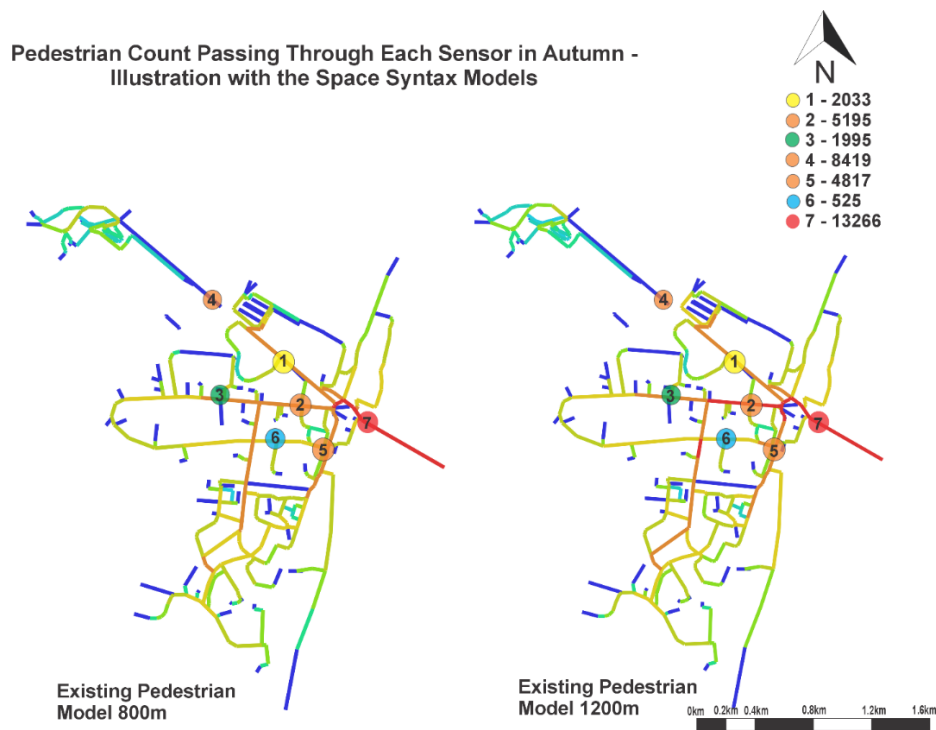 Pedestrian Count Passing Through Each Sensor in Autumn -
Illustration with the Space Syntax Models
N
1 - 2033
2 - 5195
3 - 1995
4 - 8419
5 - 4817
6 - 525
7 - 13266
4
1
3
2
7
6
5
4
1
3
2
7
6
5
Existing Pedestrian
Model 800m
Existing Pedestrian
Model 1200m
0km 0.2km 0.4km 0.8km 1.2km 1.6km